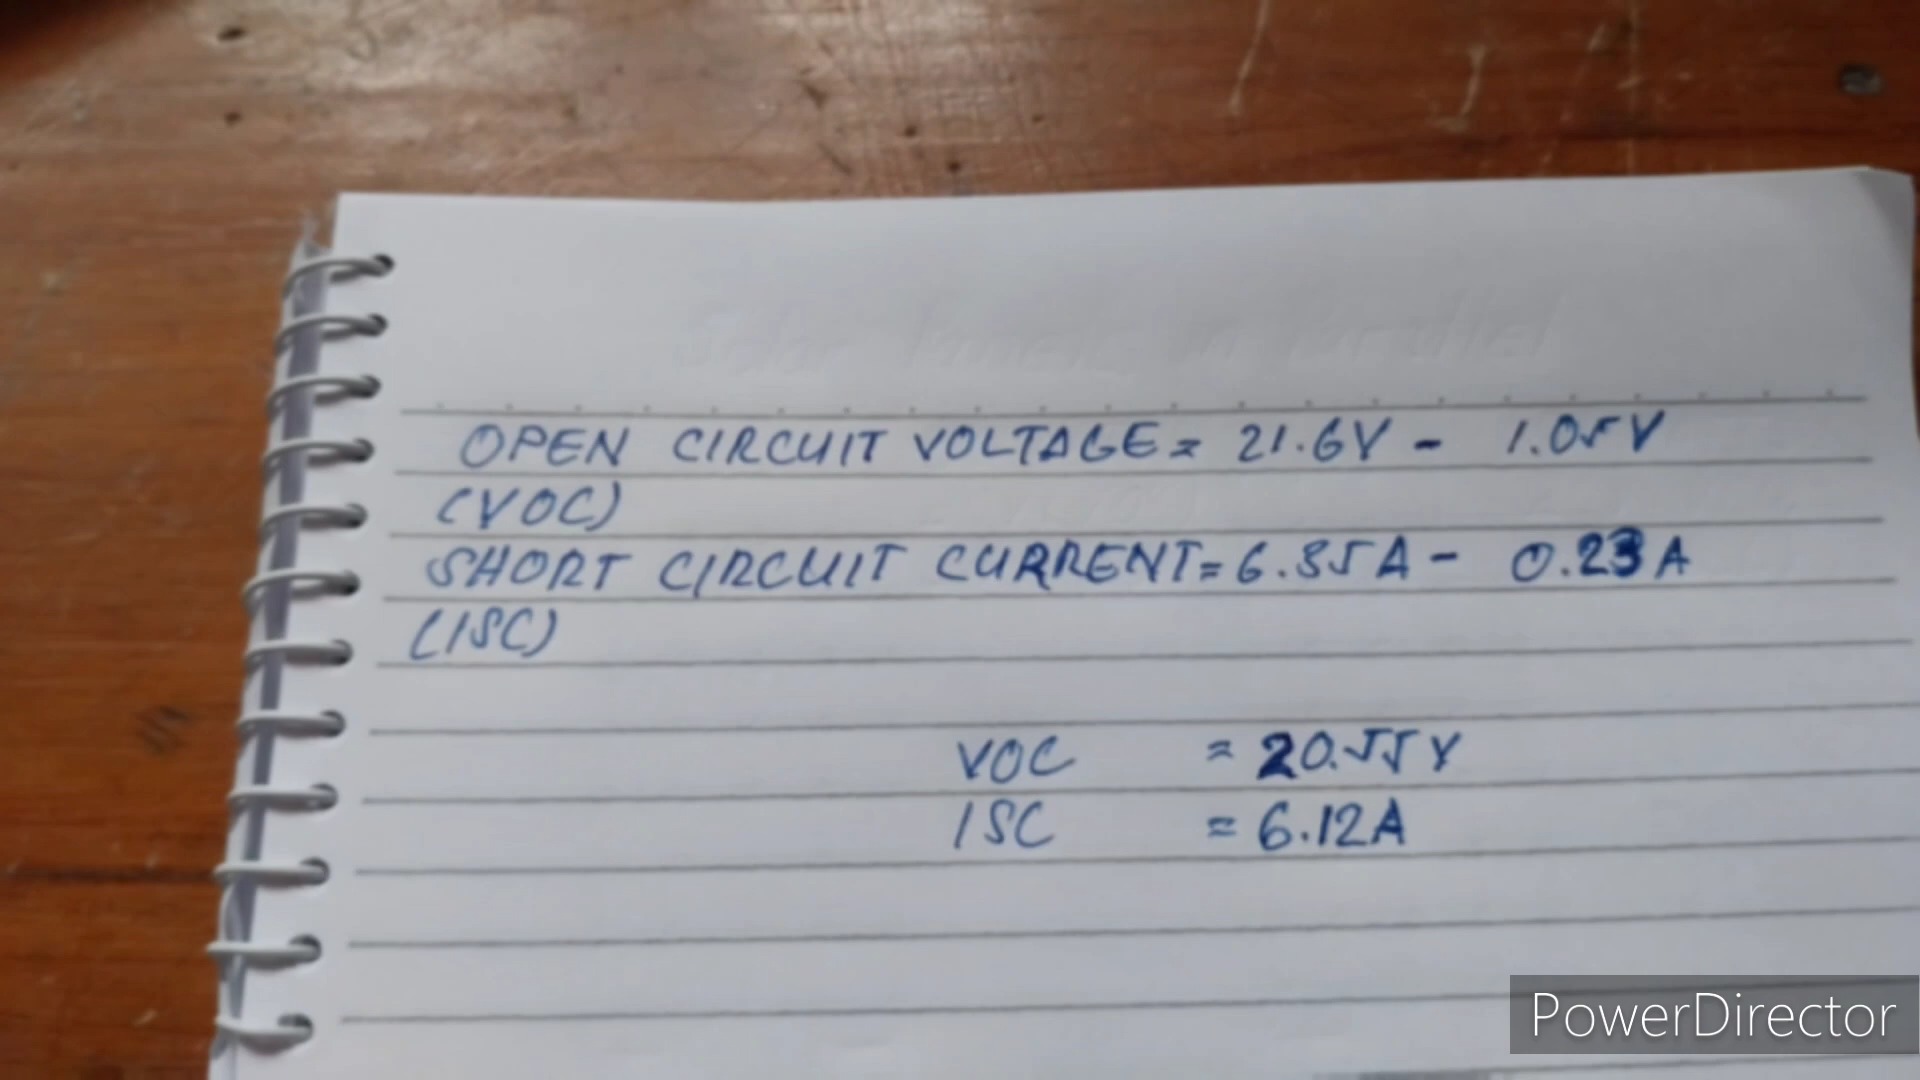 OPEN CIRCUIT VOLTAGE = 21.6V - 1.05V
(VOC)
SHORT CIRCUIT CURRENT = 6.35A - 0.23A
(ISC)
VOC = 20.55V
ISC = 6.12A
PowerDirector